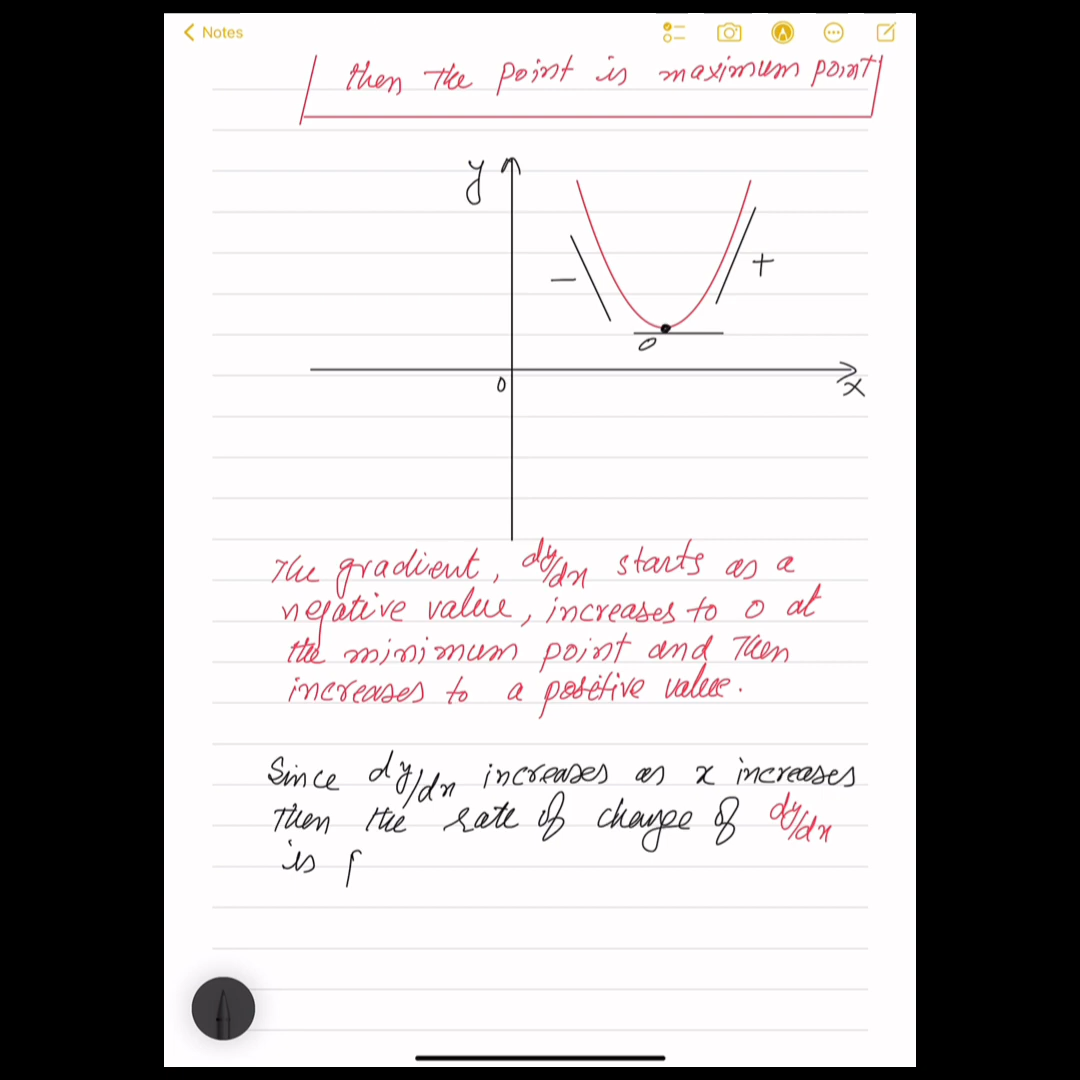 Notes
then the point is maximum point
y
−
+
0
0
x
The gradient, dy/dx starts as a
negative value, increases to 0 at
the minimum point and then
increases to a positive value.
Since dy/dx increases as x increases
Then the rate of change of dy/dx
is p